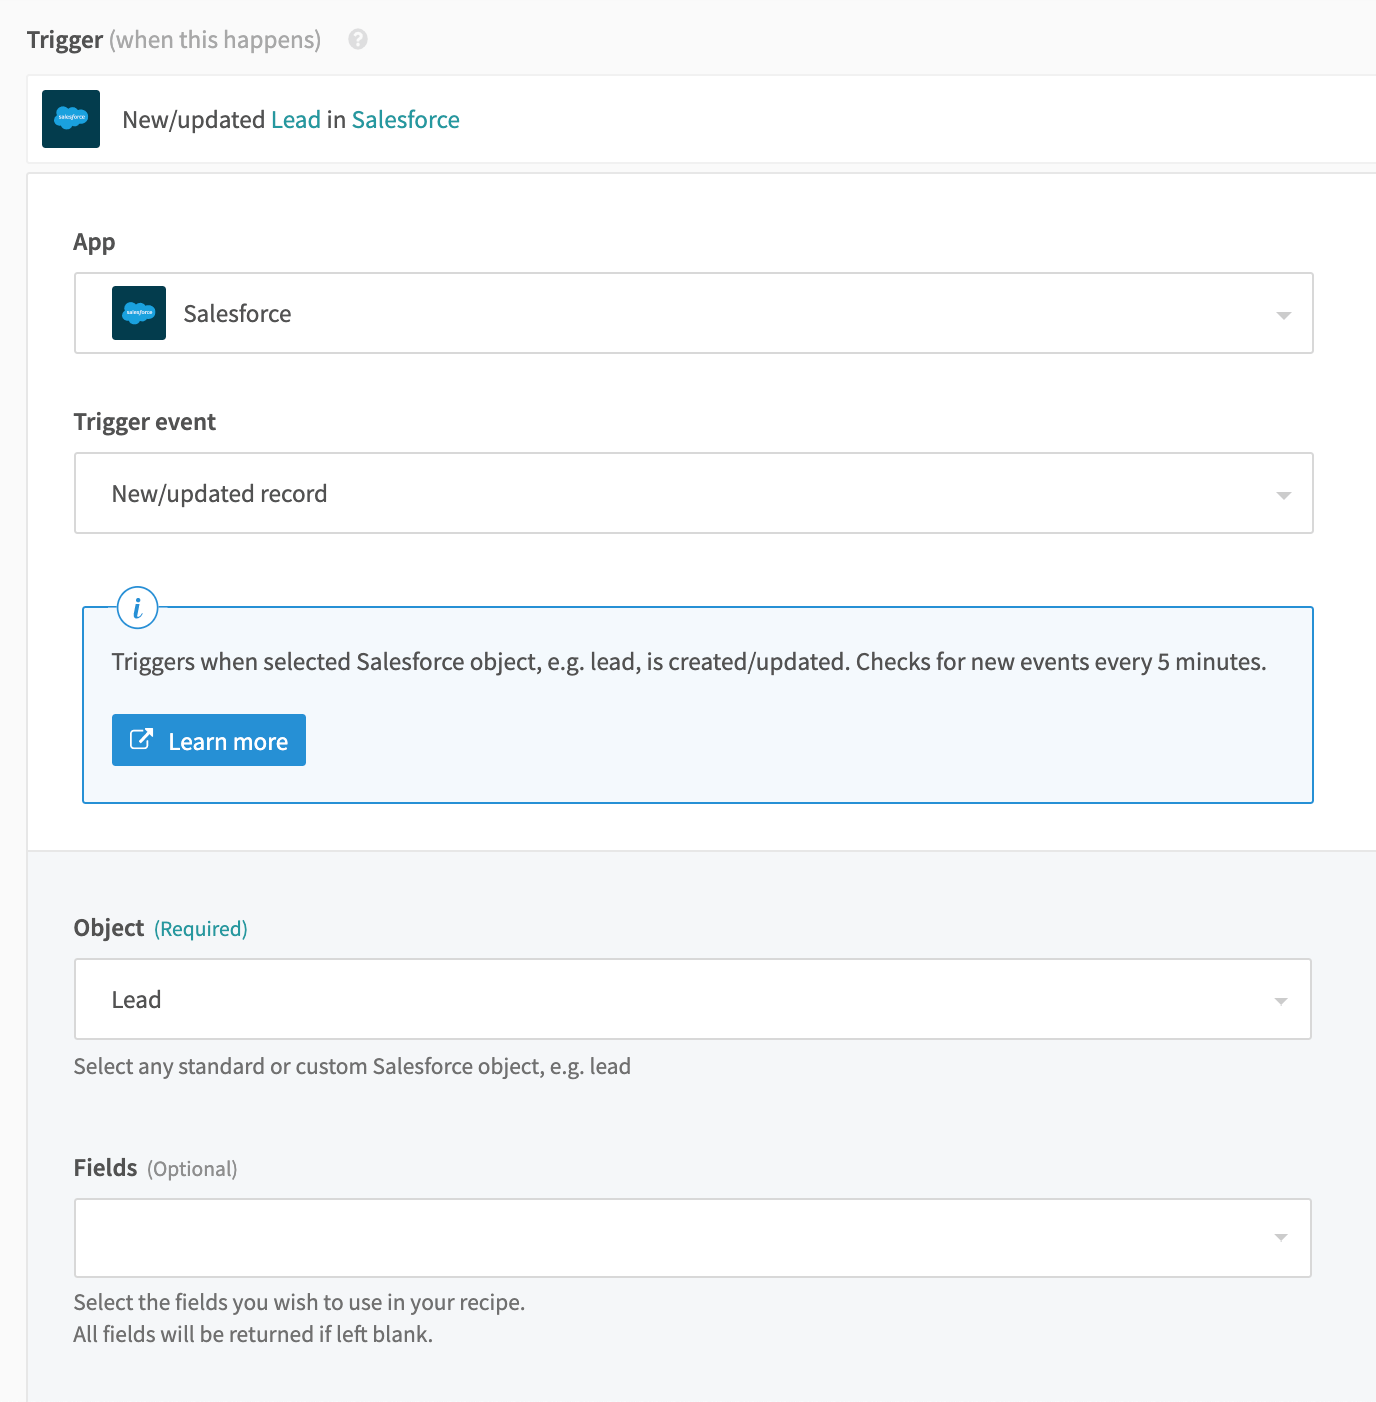 Trigger (when this happens) ?
salesforce New/updated Lead in Salesforce
App
salesforce Salesforce
Trigger event
New/updated record
i
Triggers when selected Salesforce object, e.g. lead, is created/updated. Checks for new events every 5 minutes.
Learn more
Object (Required)
Lead
Select any standard or custom Salesforce object, e.g. lead
Fields (Optional)
Select the fields you wish to use in your recipe.
All fields will be returned if left blank.